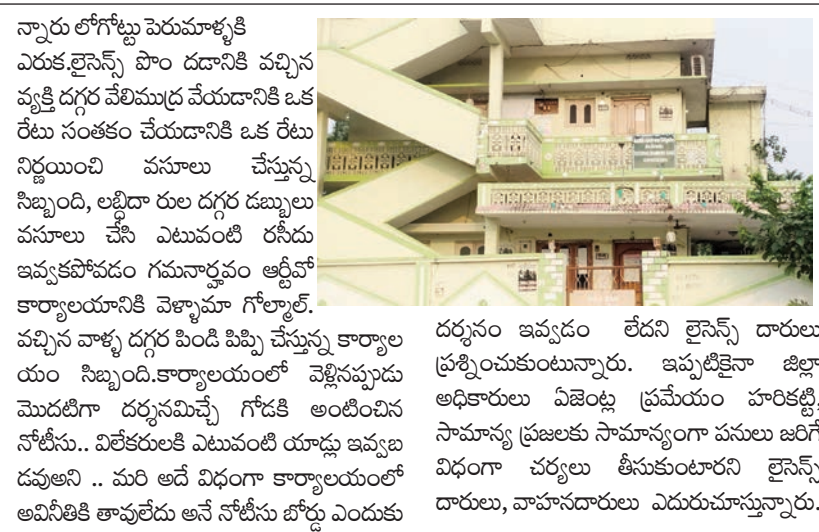 న్నారు లోగోట్టు పెరుమాళ్ళకి
ఎరుక.లైసెన్స్ పొం దడానికి వచ్చిన
వ్యక్తి దగ్గర వేలిముద్ర వేయడానికి ఒక
రేటు సంతకం చేయడానికి ఒక రేటు
నిర్ణయించి వసూలు చేస్తున్న
సిబ్బంది, లబ్ధిదా రుల దగ్గర డబ్బులు
వసూలు చేసి ఎటువంటి రసీదు
ఇవ్వకపోవడం గమనార్హవం ఆర్టీవో
కార్యాలయానికి వెళ్ళామా గోల్మాల్.
వచ్చిన వాళ్ళ దగ్గర పిండి పిప్పి చేస్తున్న కార్యాల
యం సిబ్బంది.కార్యాలయంలో వెళ్లినప్పుడు
మొదటిగా దర్శనమిచ్చే గోడకి అంటించిన
నోటీసు.. విలేకరులకి ఎటువంటి యాడ్లు ఇవ్వబ
డవుఅని .. మరి అదే విధంగా కార్యాలయంలో
అవినీతికి తావులేదు అనే నోటీసు బోర్డు ఎందుకు
దర్శనం ఇవ్వడం లేదని లైసెన్స్ దారులు
ప్రశ్నించుకుంటున్నారు. ఇప్పటికైనా జిల్లా
అధికారులు ఏజెంట్ల ప్రమేయం హరికట్టి,
సామాన్య ప్రజలకు సామాన్యంగా పనులు జరిగే
విధంగా చర్యలు తీసుకుంటారని లైసెన్స్
దారులు, వాహనదారులు ఎదురుచూస్తున్నారు.